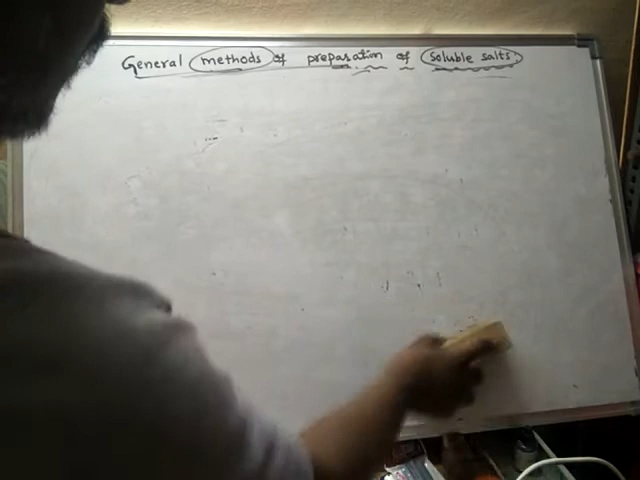 General methods of preparation of Soluble salts: